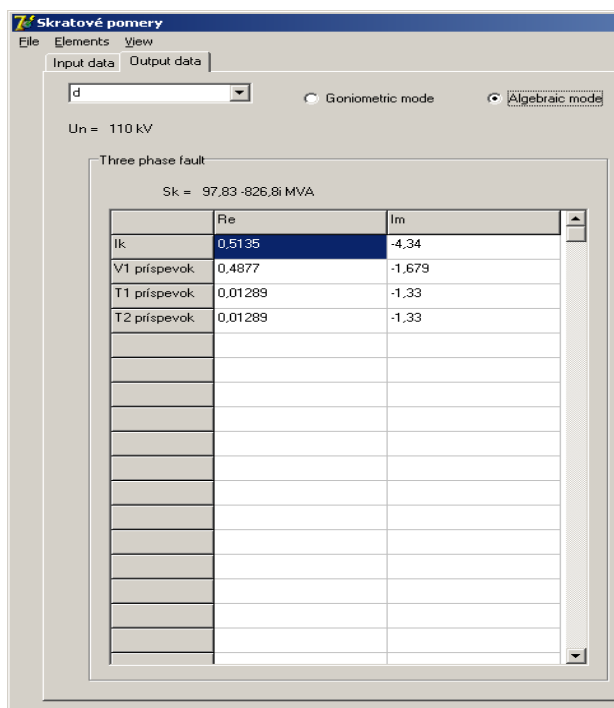 Skratové pomery
File Elements View
Input data Output data
d Goniometric mode Algebraic mode
Un = 110 kV
Three phase fault
Sk = 97,83 -826,8i MVA
Re Im
Ik 0,5135 -4,34
V1 príspevok 0,4877 -1,679
T1 príspevok 0,01289 -1,33
T2 príspevok 0,01289 -1,33